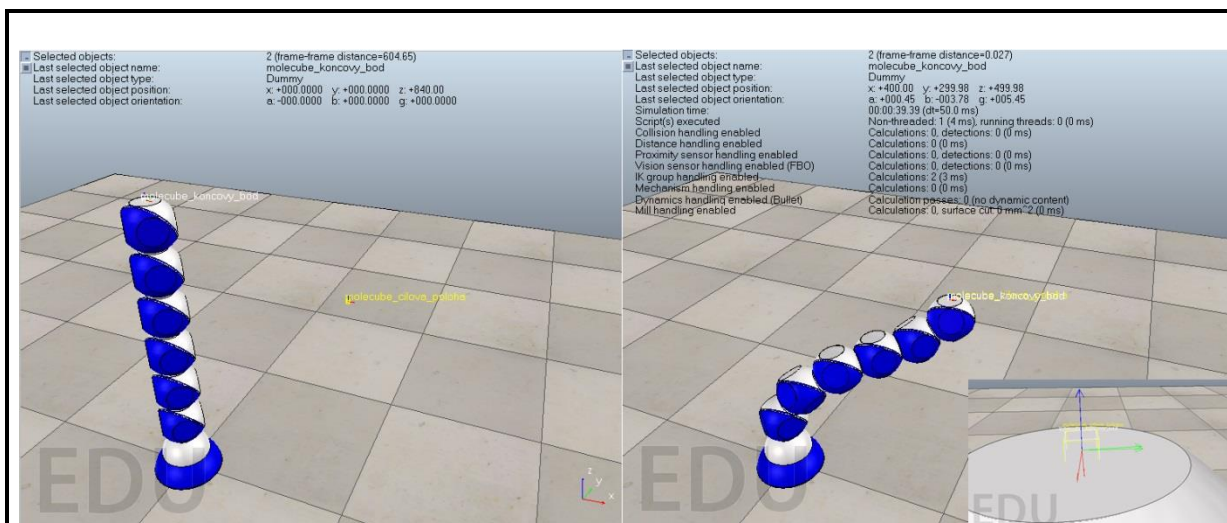 Selected objects: 2 (frame-frame distance=604.65)
Last selected object name: molecube_koncovy_bod
Last selected object type: Dummy
Last selected object position: x: +000.0000 y: +000.0000 z: +840.00
Last selected object orientation: a: -000.0000 b: +000.0000 g: +000.0000
molecube_koncovy_bod
molecube_cilova_poloha
EDU
z
y
x
Selected objects: 2 (frame-frame distance=0.027)
Last selected object name: molecube_koncovy_bod
Last selected object type: Dummy
Last selected object position: x: +400.00 y: +299.98 z: +499.98
Last selected object orientation: a: +000.45 b: -003.78 g: +005.45
Simulation time: 00:00:39.39 (dt=50.0 ms)
Script(s) executed Non-threaded: 1 (4 ms), running threads: 0 (0 ms)
Collision handling enabled Calculations: 0, detections: 0 (0 ms)
Distance handling enabled Calculations: 0 (0 ms)
Proximity sensor handling enabled Calculations: 0, detections: 0 (0 ms)
Vision sensor handling enabled (FBO) Calculations: 0, detections: 0 (0 ms)
IK group handling enabled Calculations: 2 (3 ms)
Mechanism handling enabled Calculations: 0 (0 ms)
Dynamics handling enabled (Bullet) Calculation passes: 0 (no dynamic content)
Mill handling enabled Calculations: 0, surface cut: 0 mm^2 (0 ms)
molecube_koncovy_bod
EDU
EDU